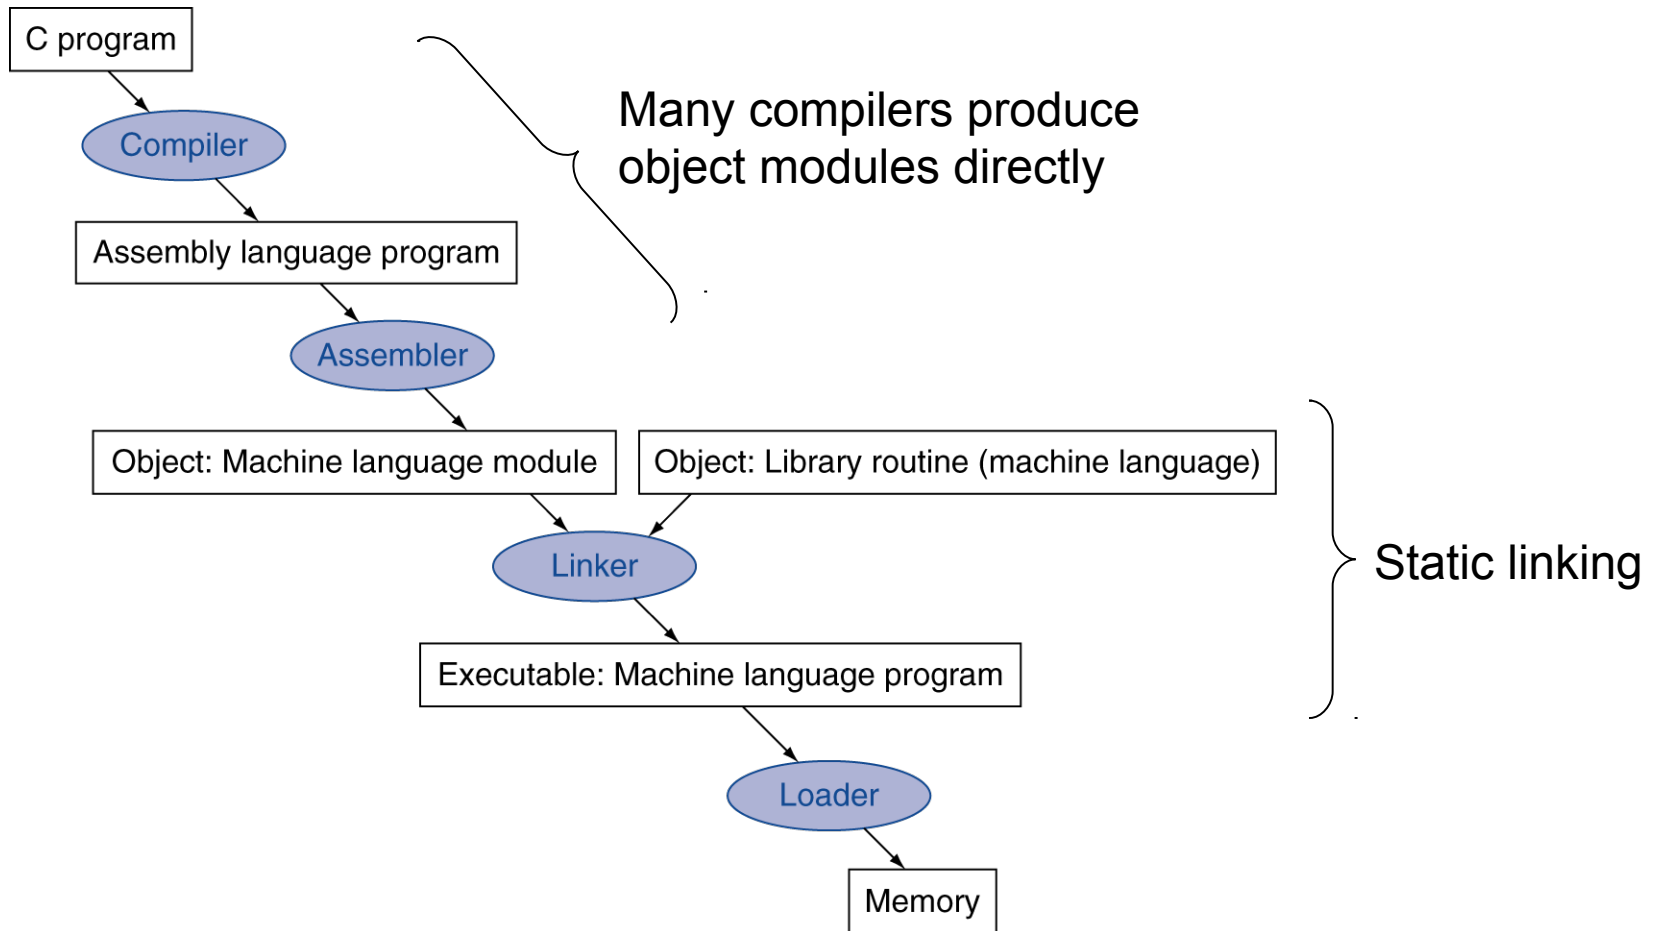 C program
Many compilers produce
object modules directly
Compiler
Assembly language program
Assembler
Object: Machine language module
Object: Library routine (machine language)
Linker
Static linking
Executable: Machine language program
Loader
Memory